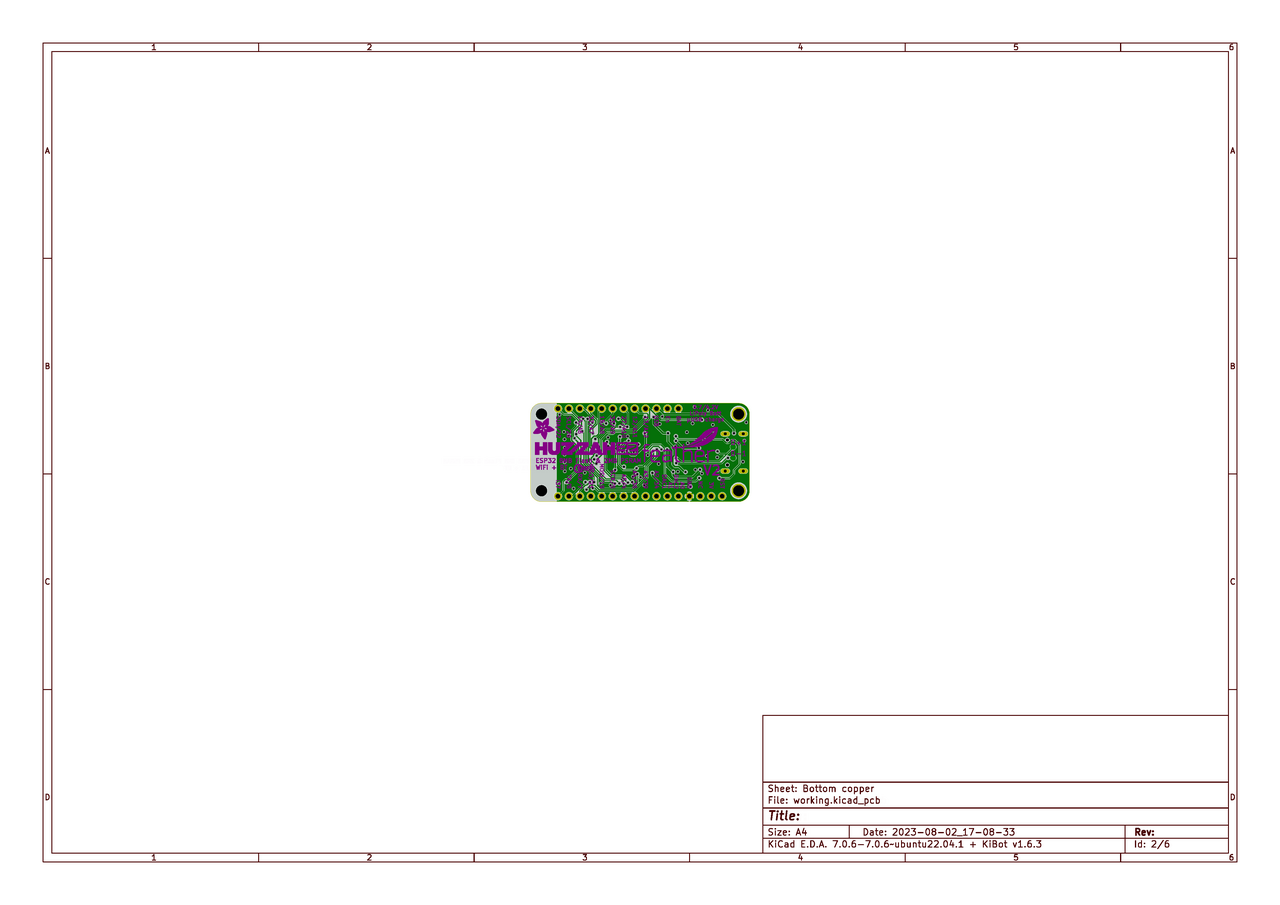 1 2 3 4 5 6
A A
B B
HUZZAH
ESP32
WiFi +
V2
C C
D D
Sheet: Bottom copper
File: working.kicad_pcb
Title:
Size: A4 Date: 2023-08-02_17-08-33 Rev:
KiCad E.D.A. 7.0.6-7.0.6~ubuntu22.04.1 + KiBot v1.6.3 Id: 2/6
1 2 3 4 5 6